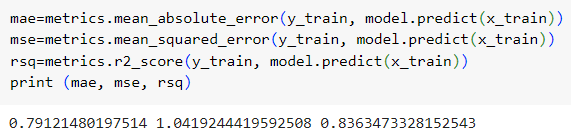 mae=metrics.mean_absolute_error(y_train, model.predict(x_train))
mse=metrics.mean_squared_error(y_train, model.predict(x_train))
rsq=metrics.r2_score(y_train, model.predict(x_train))
print (mae, mse, rsq)
0.79121480197514 1.0419244419592508 0.8363473328152543